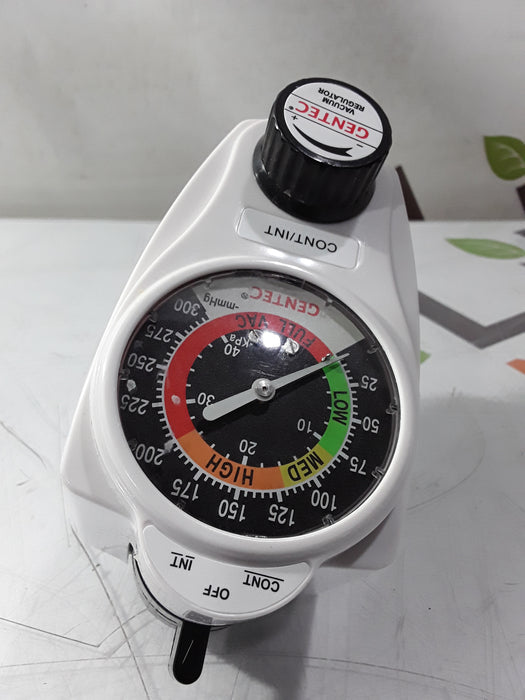 CONT
OFF
INT
125
150
175
100
200
75
225
50
250
25
275
300
MED
HIGH
LOW
20
10
30
40
kPa
FULL VAC
-mmHg
GENTEC®
CONT/INT
- +
GENTEC®
VACUUM
REGULATOR